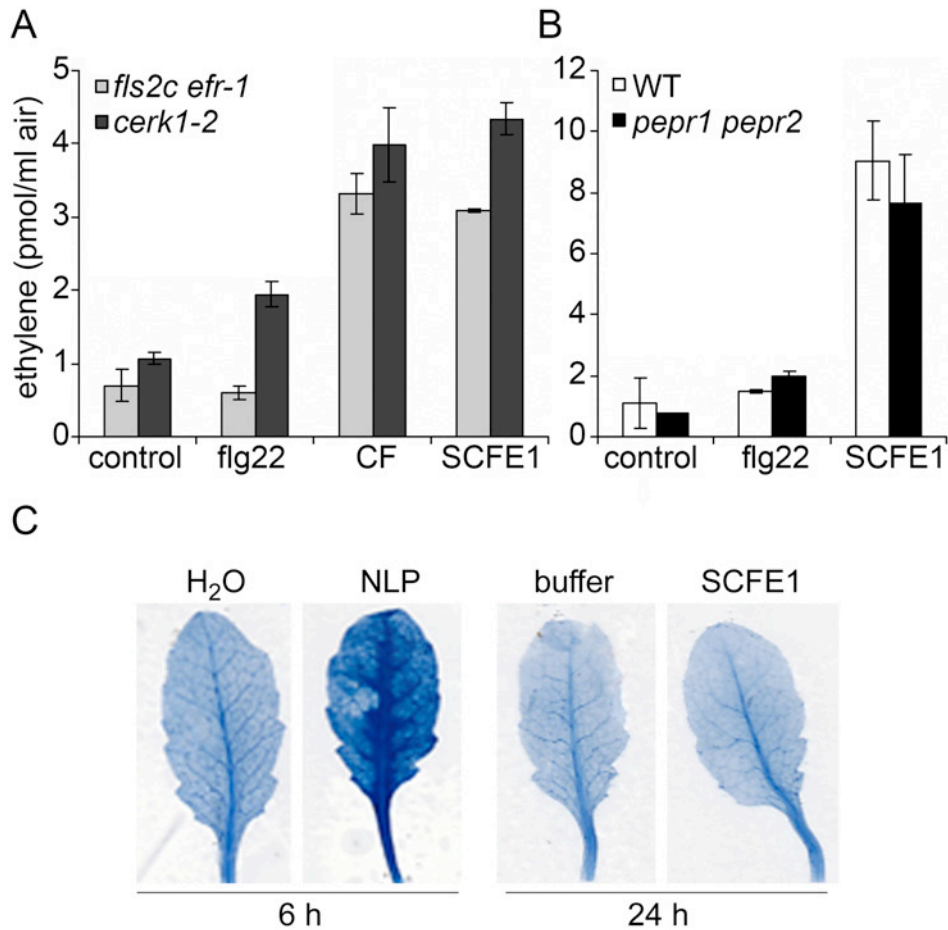 A
ethylene (pmol/ml air)
5
4
3
2
1
0
fls2c efr-1
cerk1-2
control flg22 CF SCFE1
B
12
10
8
6
4
2
0
WT
pepr1 pepr2
control flg22 SCFE1
C
H₂O NLP buffer SCFE1
6 h 24 h